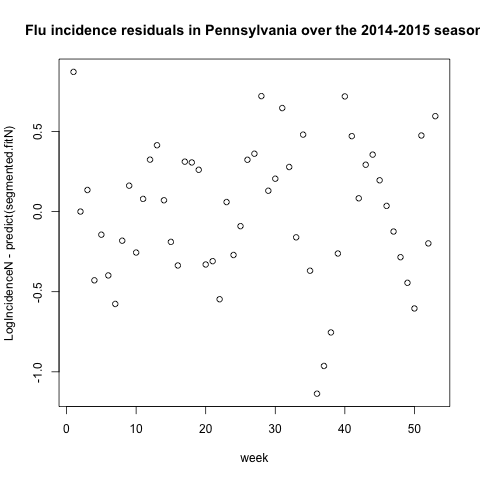 Flu incidence residuals in Pennsylvania over the 2014-2015 season
LogIncidenceN - predict(segmented.fitN)
0.5
0.0
-0.5
-1.0
0 10 20 30 40 50
week